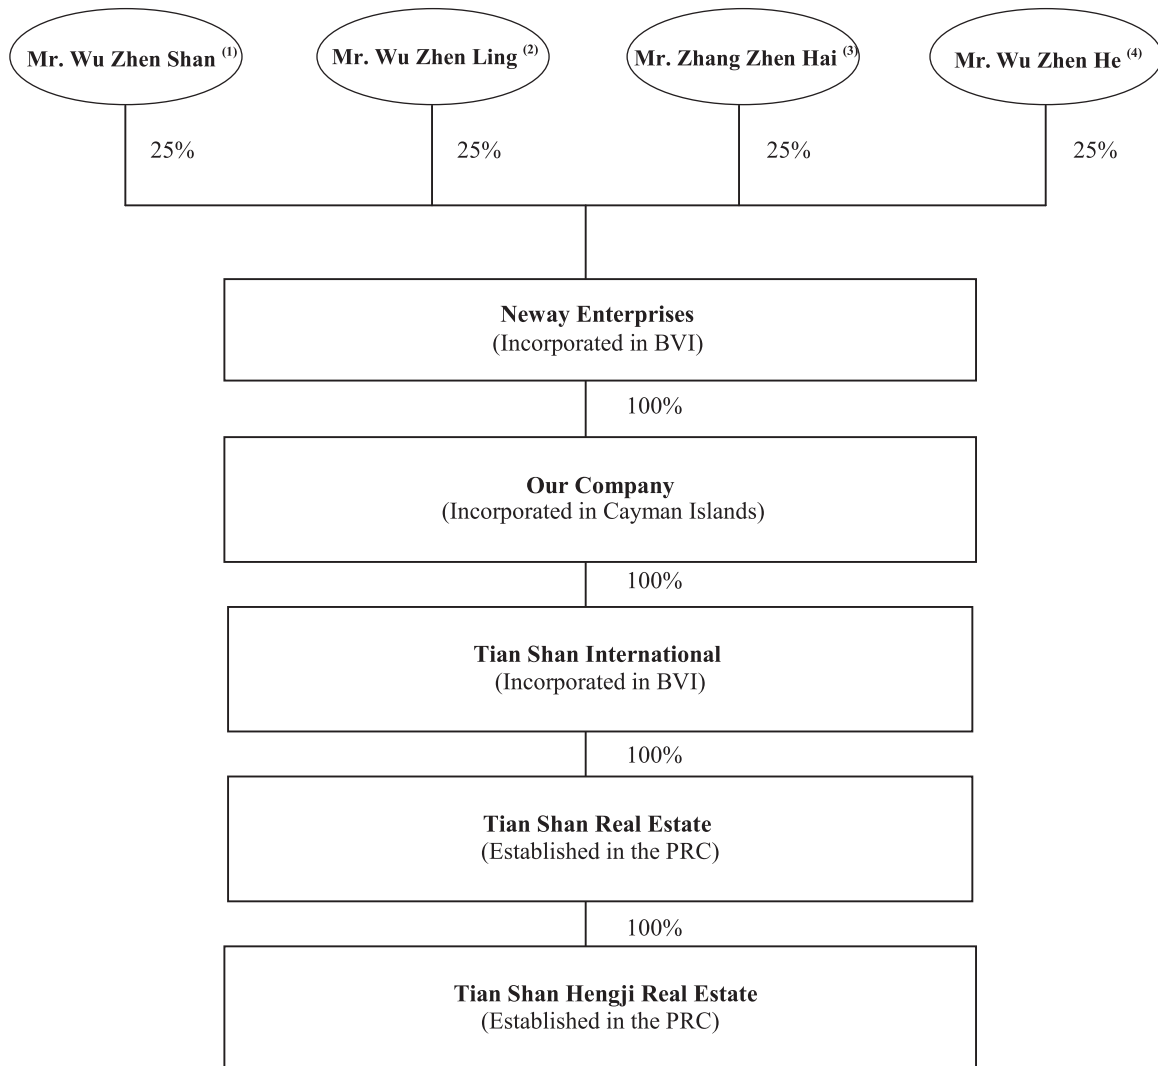 Mr. Wu Zhen Shan (1)
Mr. Wu Zhen Ling (2)
Mr. Zhang Zhen Hai (3)
Mr. Wu Zhen He (4)
25%
25%
25%
25%
Neway Enterprises
(Incorporated in BVI)
100%
Our Company
(Incorporated in Cayman Islands)
100%
Tian Shan International
(Incorporated in BVI)
100%
Tian Shan Real Estate
(Established in the PRC)
100%
Tian Shan Hengji Real Estate
(Established in the PRC)